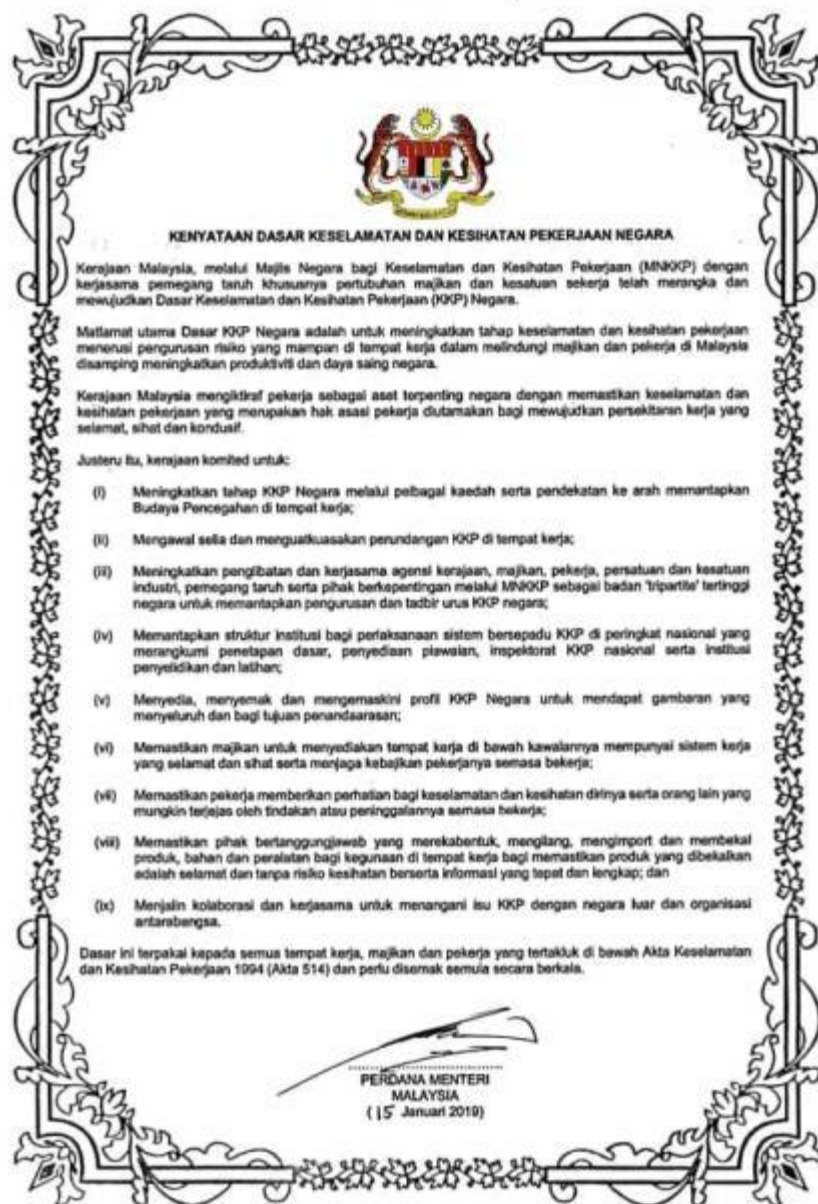 KENYATAAN DASAR KESELAMATAN DAN KESIHATAN PEKERJAAN NEGARA
Kerajaan Malaysia, melalui Majlis Negara bagi Keselamatan dan Kesihatan Pekerjaan (MNKKP) dengan
kerjasama pemegang taruh khususnya pertubuhan majikan dan kesatuan sekerja telah merangka dan
mewujudkan Dasar Keselamatan dan Kesihatan Pekerjaan (KKP) Negara.
Matlamat utama Dasar KKP Negara adalah untuk meningkatkan tahap keselamatan dan kesihatan pekerjaan
menerusi pengurusan risiko yang mampan di tempat kerja dalam melindungi majikan dan pekerja di Malaysia
disamping meningkatkan produktiviti dan daya saing negara.
Kerajaan Malaysia mengiktiraf pekerja sebagai aset terpenting negara dengan memastikan keselamatan dan
kesihatan pekerjaan yang merupakan hak asasi pekerja diutamakan bagi mewujudkan persekitaran kerja yang
selamat, sihat dan kondusif.
Justeru itu, kerajaan komited untuk:
(i) Meningkatkan tahap KKP Negara melalui pelbagai kaedah serta pendekatan ke arah memantapkan
Budaya Pencegahan di tempat kerja;
(ii) Mengawal selia dan menguatkuasakan perundangan KKP di tempat kerja;
(iii) Meningkatkan penglibatan dan kerjasama agensi kerajaan, majikan, pekerja, persatuan dan kesatuan
industri, pemegang taruh serta pihak berkepentingan melalui MNKKP sebagai badan 'tripartite' tertinggi
negara untuk memantapkan pengurusan dan tadbir urus KKP negara;
(iv) Memantapkan struktur institusi bagi perlaksanaan sistem bersepadu KKP di peringkat nasional yang
merangkumi penetapan dasar, penyediaan piawaian, inspektorat KKP nasional serta institusi
penyelidikan dan latihan;
(v) Menyedia, menyemak dan mengemaskini profil KKP Negara untuk mendapat gambaran yang
menyeluruh dan bagi tujuan penandaarasan;
(vi) Memastikan majikan untuk menyediakan tempat kerja di bawah kawalannya mempunyai sistem kerja
yang selamat dan sihat serta menjaga kebajikan pekerjanya semasa bekerja;
(vii) Memastikan pekerja memberikan perhatian bagi keselamatan dan kesihatan dirinya serta orang lain yang
mungkin terjejas oleh tindakan atau peninggalannya semasa bekerja;
(viii) Memastikan pihak bertanggungjawab yang merekabentuk, mengilang, mengimport dan membekal
produk, bahan dan peralatan bagi kegunaan di tempat kerja bagi memastikan produk yang dibekalkan
adalah selamat dan tanpa risiko kesihatan berserta informasi yang tepat dan lengkap; dan
(ix) Menjalin kolaborasi dan kerjasama untuk menangani isu KKP dengan negara luar dan organisasi
antarabangsa.
Dasar ini terpakai kepada semua tempat kerja, majikan dan pekerja yang tertakluk di bawah Akta Keselamatan
dan Kesihatan Pekerjaan 1994 (Akta 514) dan perlu disemak semula secara berkala.
PERDANA MENTERI
MALAYSIA
(15 Januari 2019)